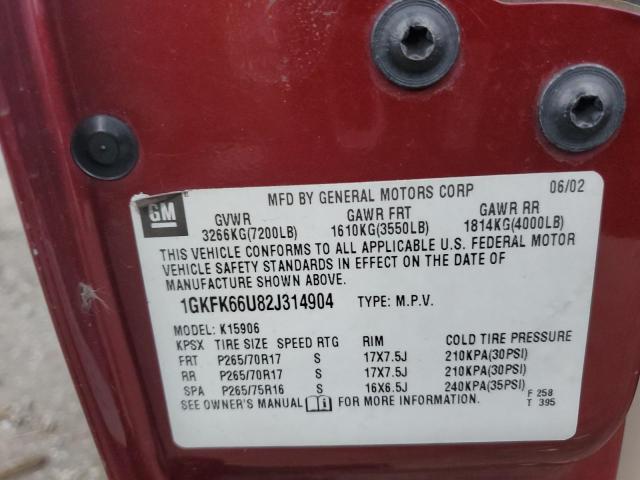 MFD BY GENERAL MOTORS CORP 06/02
GM
GVWR GAWR FRT GAWR RR
3266KG(7200LB) 1610KG(3550LB) 1814KG(4000LB)
THIS VEHICLE CONFORMS TO ALL APPLICABLE U.S. FEDERAL MOTOR
VEHICLE SAFETY STANDARDS IN EFFECT ON THE DATE OF
MANUFACTURE SHOWN ABOVE.
1GKFK66U82J314904 TYPE: M.P.V.
MODEL: K15906
KPSX TIRE SIZE SPEED RTG RIM COLD TIRE PRESSURE
FRT P265/70R17 S 17X7.5J 210KPA(30PSI)
RR P265/70R17 S 17X7.5J 210KPA(30PSI)
SPA P265/75R16 S 16X6.5J 240KPA(35PSI)
SEE OWNER'S MANUAL FOR MORE INFORMATION.
F 258
T 395